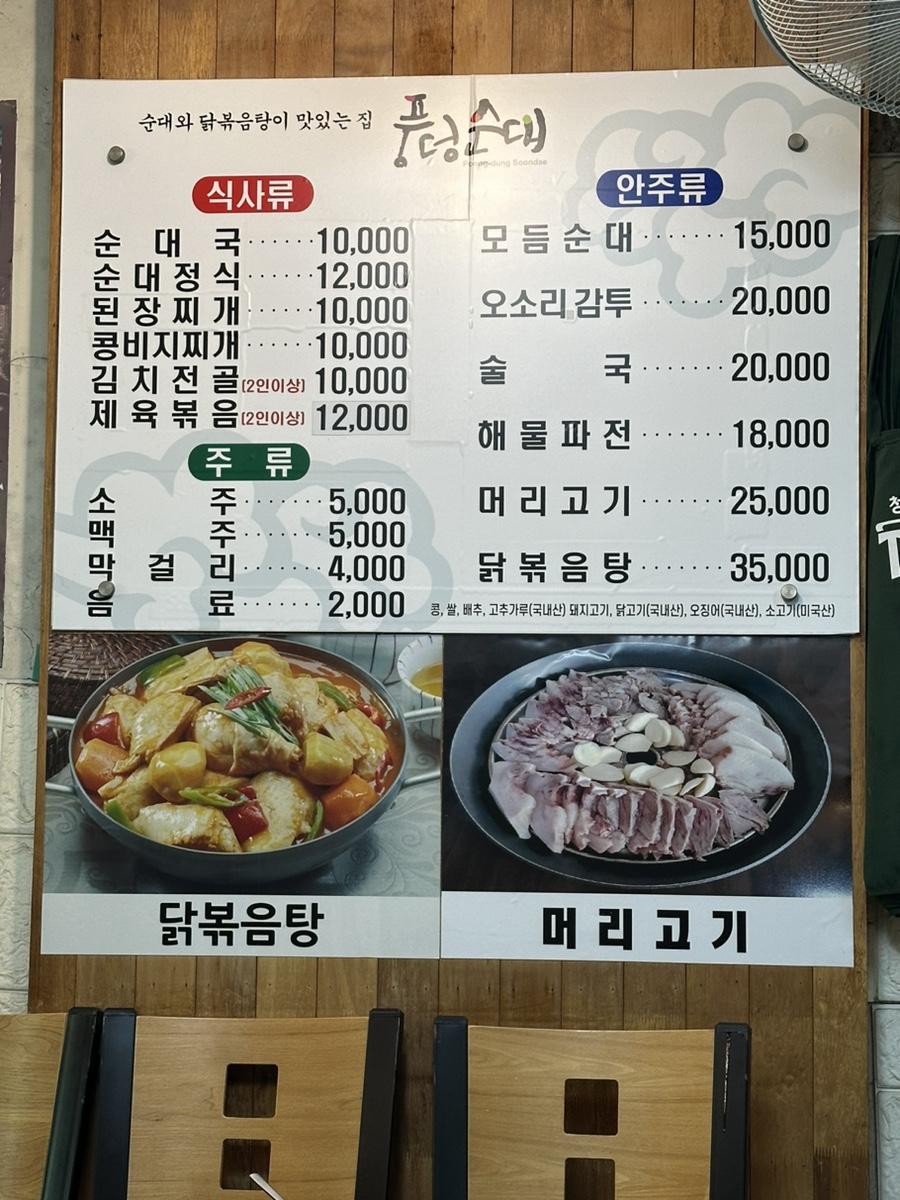 순대와 닭볶음탕이 맛있는 집
풍덩순대
Poong-dung Soondae
식사류
순 대 국 ······ 10,000
순대정식 ······ 12,000
된장찌개 ······ 10,000
콩비지찌개 ······ 10,000
김치전골(2인이상) 10,000
제육볶음(2인이상) 12,000
주 류
소 주 ········ 5,000
맥 주 ········ 5,000
막 걸 리 ········ 4,000
음 료 ········ 2,000
안주류
모듬순대 ········ 15,000
오소리감투 ········ 20,000
술 국 ········ 20,000
해물파전 ········ 18,000
머리고기 ········ 25,000
닭볶음탕 ········ 35,000
콩, 쌀, 배추, 고추가루(국내산) 돼지고기, 닭고기(국내산), 오징어(국내산), 소고기(미국산)
닭볶음탕
머리고기